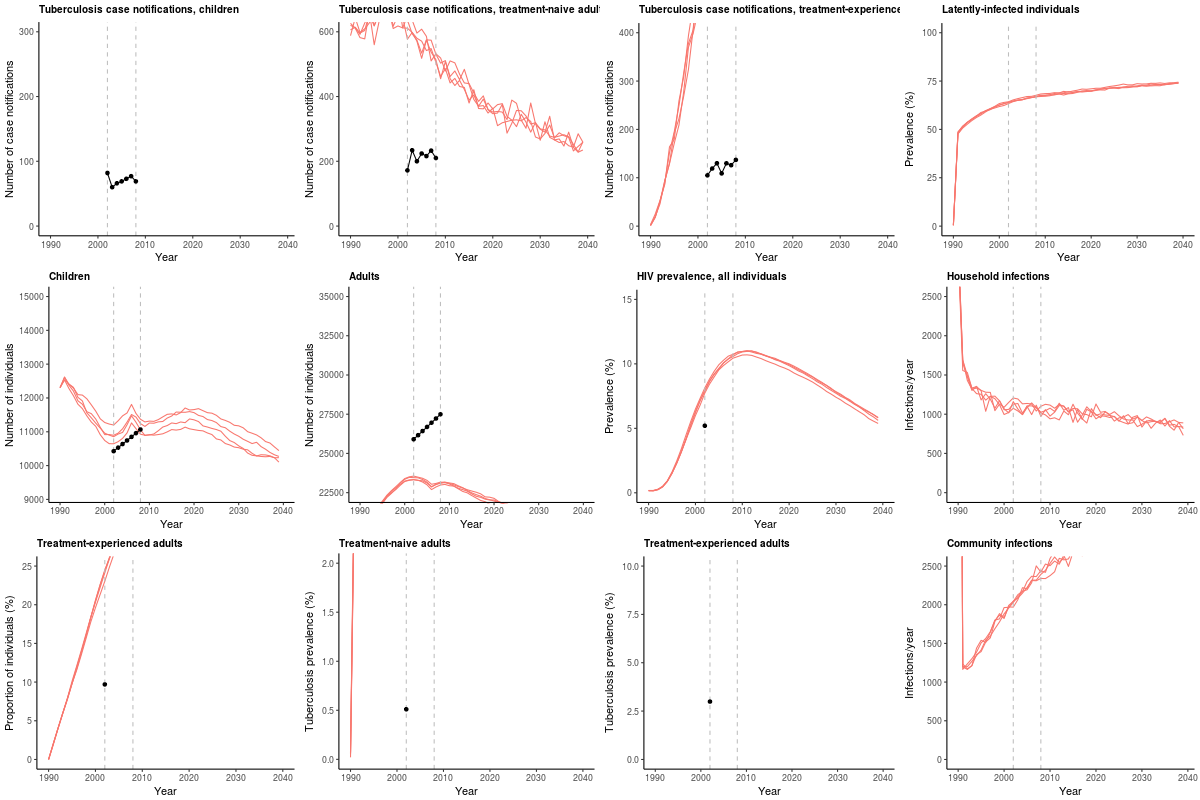 Tuberculosis case notifications, children
Number of case notifications
300
200
100
0
1990 2000 2010 2020 2030 2040
Year
Tuberculosis case notifications, treatment-naive adul
Number of case notifications
600
400
200
0
1990 2000 2010 2020 2030 2040
Year
Tuberculosis case notifications, treatment-experience
Number of case notifications
400
300
200
100
0
1990 2000 2010 2020 2030 2040
Year
Latently-infected individuals
Prevalence (%)
100
75
50
25
0
1990 2000 2010 2020 2030 2040
Year
Children
Number of individuals
15000
14000
13000
12000
11000
10000
9000
1990 2000 2010 2020 2030 2040
Year
Adults
Number of individuals
35000
32500
30000
27500
25000
22500
1990 2000 2010 2020 2030 2040
Year
HIV prevalence, all individuals
Prevalence (%)
15
10
5
0
1990 2000 2010 2020 2030 2040
Year
Household infections
Infections/year
2500
2000
1500
1000
500
0
1990 2000 2010 2020 2030 2040
Year
Treatment-experienced adults
Proportion of individuals (%)
25
20
15
10
5
0
1990 2000 2010 2020 2030 2040
Year
Treatment-naive adults
Tuberculosis prevalence (%)
2.0
1.5
1.0
0.5
0.0
1990 2000 2010 2020 2030 2040
Year
Treatment-experienced adults
Tuberculosis prevalence (%)
10.0
7.5
5.0
2.5
0.0
1990 2000 2010 2020 2030 2040
Year
Community infections
Infections/year
2500
2000
1500
1000
500
0
1990 2000 2010 2020 2030 2040
Year